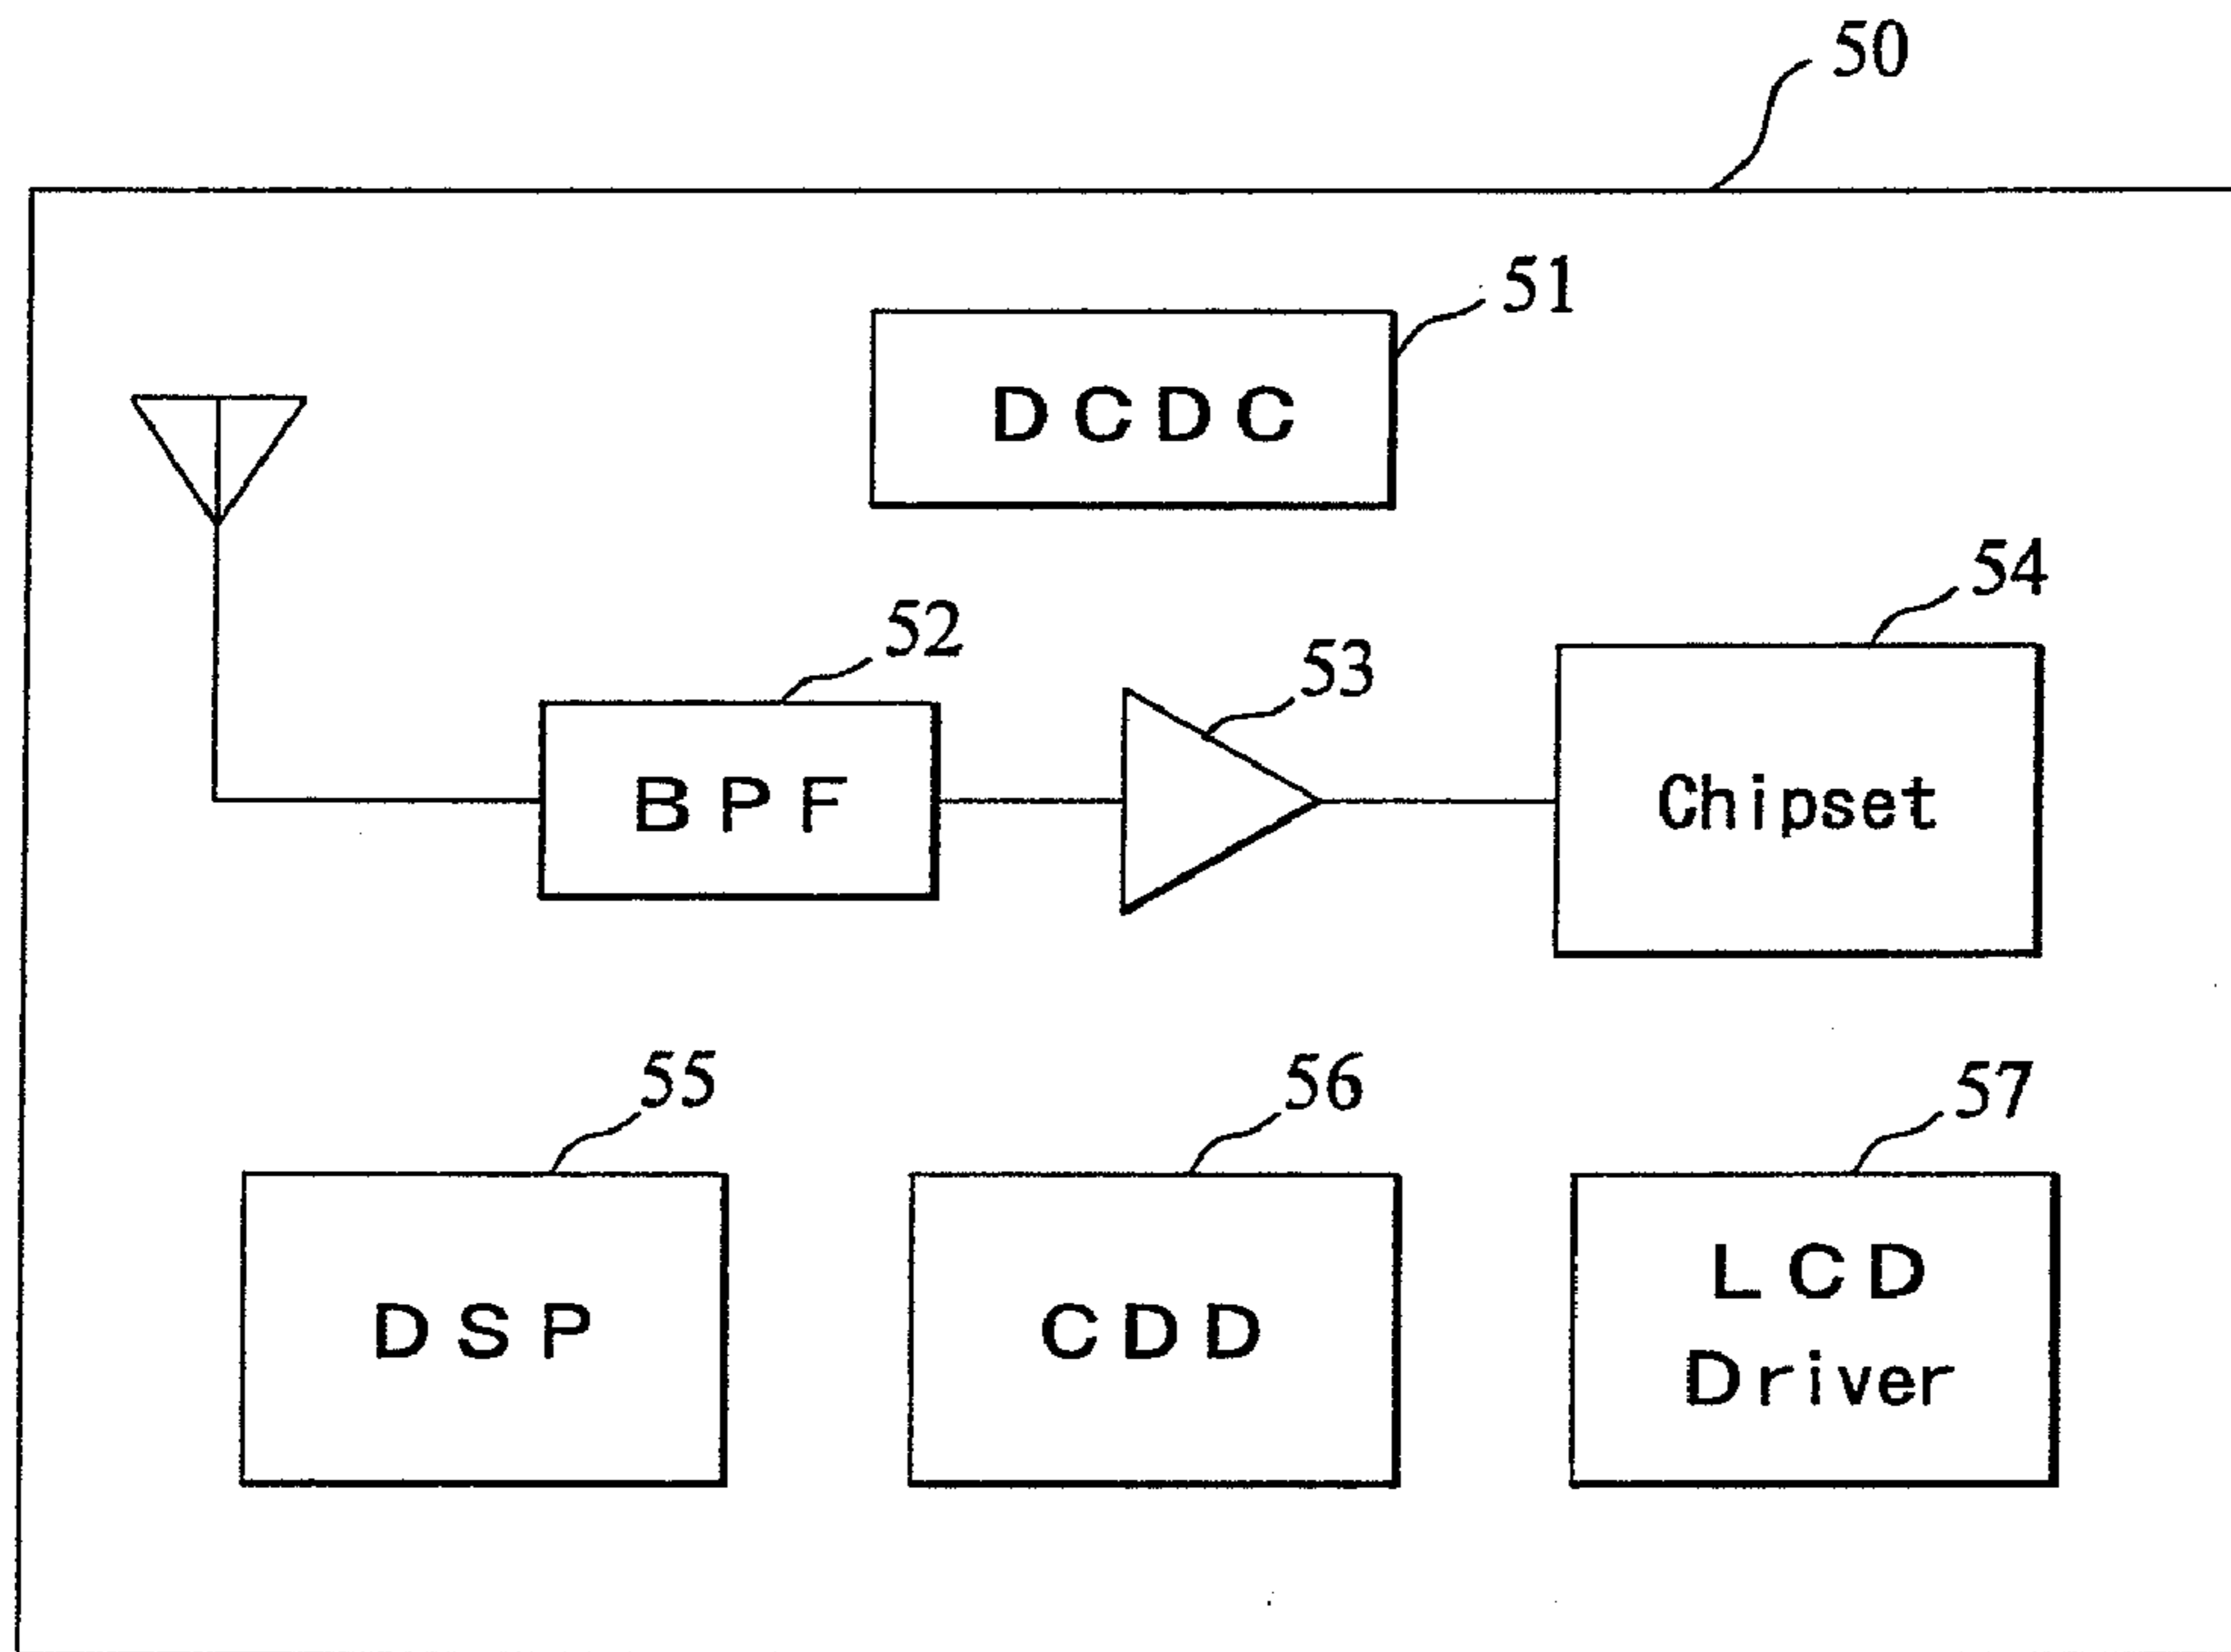 50
51
DCDC
54
52
53
BPF
Chipset
55
56
57
DSP
CDD
LCD
Driver